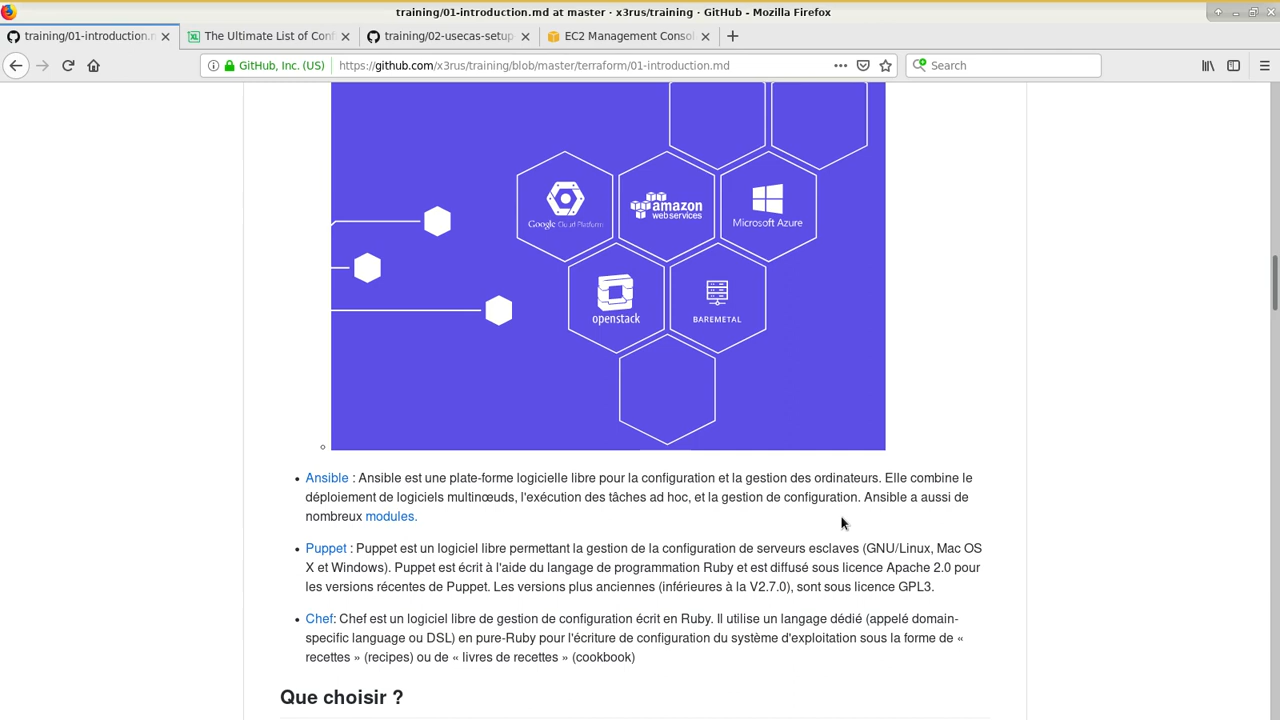 training/01-introduction.md at master · x3rus/training · GitHub - Mozilla Firefox
training/01-introduction.n
The Ultimate List of Conf
training/02-usecas-setup
EC2 Management Consol
GitHub, Inc. (US)
https://github.com/x3rus/training/blob/master/terraform/01-introduction.md
Search
Google Cloud Platform
amazon
webservices
Microsoft Azure
openstack
BAREMETAL
Ansible : Ansible est une plate-forme logicielle libre pour la configuration et la gestion des ordinateurs. Elle combine le
déploiement de logiciels multinœuds, l'exécution des tâches ad hoc, et la gestion de configuration. Ansible a aussi de
nombreux modules.
Puppet : Puppet est un logiciel libre permettant la gestion de la configuration de serveurs esclaves (GNU/Linux, Mac OS
X et Windows). Puppet est écrit à l'aide du langage de programmation Ruby et est diffusé sous licence Apache 2.0 pour
les versions récentes de Puppet. Les versions plus anciennes (inférieures à la V2.7.0), sont sous licence GPL3.
Chef: Chef est un logiciel libre de gestion de configuration écrit en Ruby. Il utilise un langage dédié (appelé domain-
specific language ou DSL) en pure-Ruby pour l'écriture de configuration du système d'exploitation sous la forme de «
recettes » (recipes) ou de « livres de recettes » (cookbook)
Que choisir ?